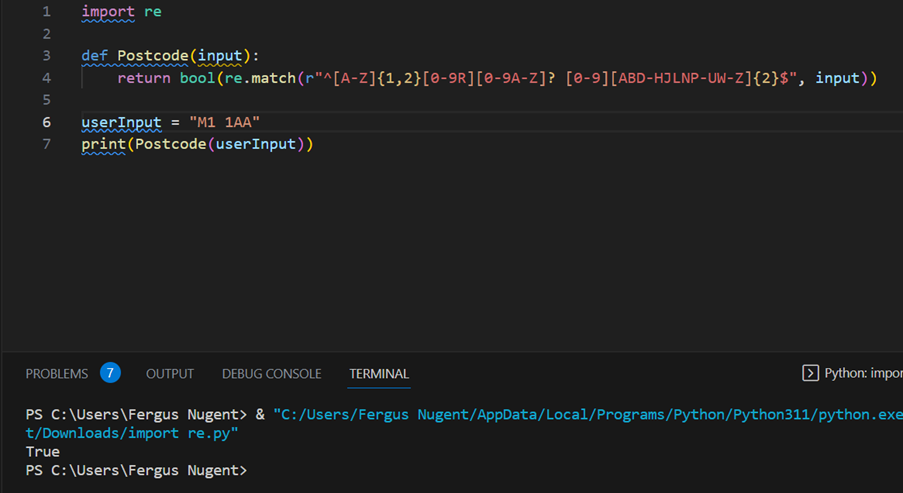 1 import re
2
3 def Postcode(input):
4 return bool(re.match(r"^[A-Z]{1,2}[0-9R][0-9A-Z]? [0-9][ABD-HJLNP-UW-Z]{2}$", input))
5
6 userInput = "M1 1AA"
7 print(Postcode(userInput))
PROBLEMS 7 OUTPUT DEBUG CONSOLE TERMINAL Python: impor
PS C:\Users\Fergus Nugent> & "C:/Users/Fergus Nugent/AppData/Local/Programs/Python/Python311/python.exe
t/Downloads/import re.py"
True
PS C:\Users\Fergus Nugent>